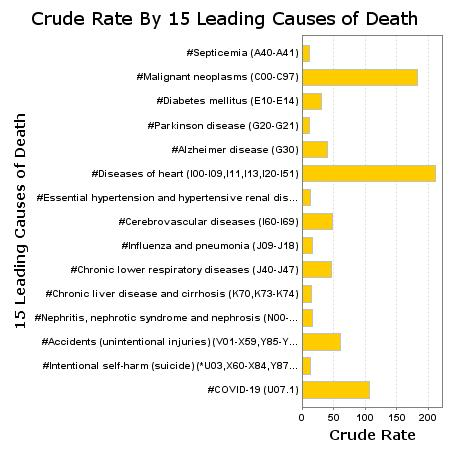 Crude Rate By 15 Leading Causes of Death
15 Leading Causes of Death
#Septicemia (A40-A41)
#Malignant neoplasms (C00-C97)
#Diabetes mellitus (E10-E14)
#Parkinson disease (G20-G21)
#Alzheimer disease (G30)
#Diseases of heart (I00-I09,I11,I13,I20-I51)
#Essential hypertension and hypertensive renal dis...
#Cerebrovascular diseases (I60-I69)
#Influenza and pneumonia (J09-J18)
#Chronic lower respiratory diseases (J40-J47)
#Chronic liver disease and cirrhosis (K70,K73-K74)
#Nephritis, nephrotic syndrome and nephrosis (N00-...
#Accidents (unintentional injuries) (V01-X59,Y85-Y...
#Intentional self-harm (suicide) (*U03,X60-X84,Y87...
#COVID-19 (U07.1)
0 50 100 150 200
Crude Rate